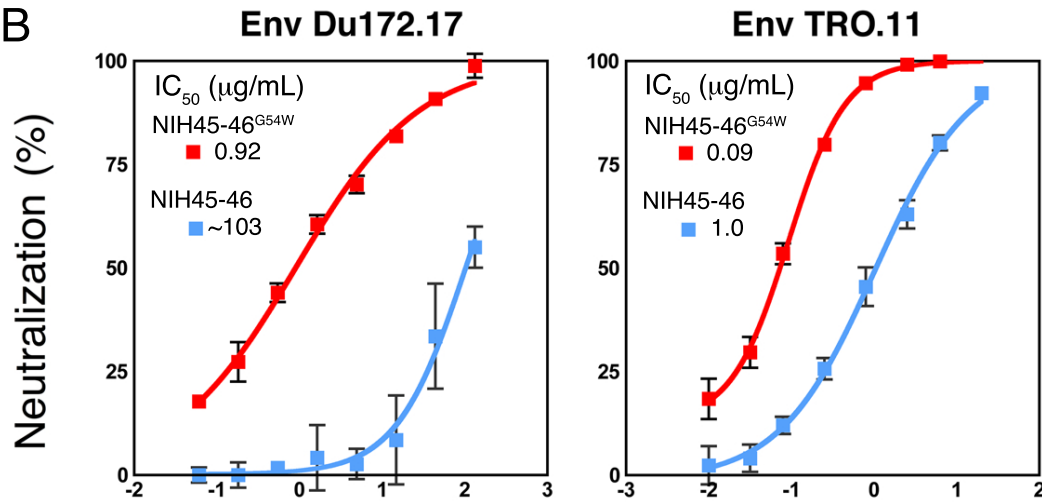 B
Env Du172.17
Env TRO.11
Neutralization (%)
100
75
50
25
0
-2
-1
0
1
2
3
IC50 (μg/mL)
NIH45-46G54W
0.92
NIH45-46
~103
100
75
50
25
0
-3
-2
-1
0
1
2
IC50 (μg/mL)
NIH45-46G54W
0.09
NIH45-46
1.0